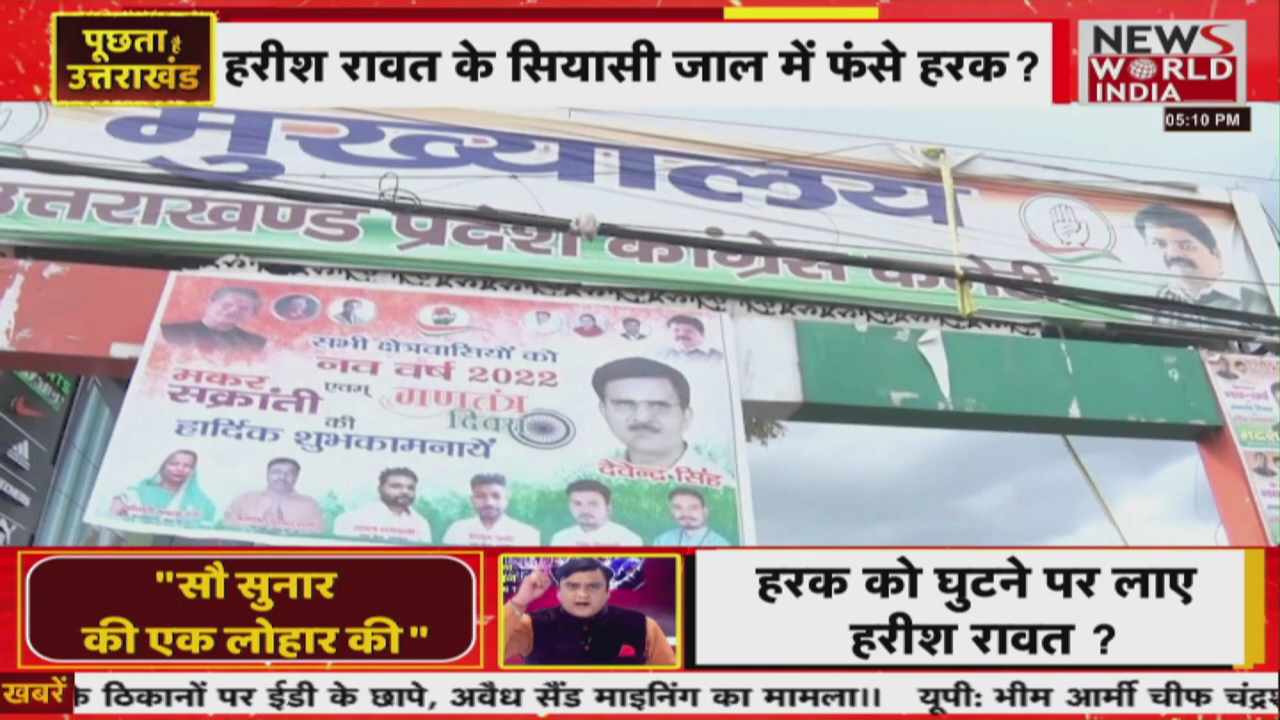 पूछता है
उत्तराखंड
हरीश रावत के सियासी जाल में फंसे हरक ?
NEWS
WORLD
INDIA
05:10 PM
मुख्यालय
उत्तराखण्ड प्रदेश कांग्रेस कमेटी
सभी क्षेत्रवासियों को
नव वर्ष 2022
एवम्
मकर
सक्रांती
गणतंत्र
दिवस
की
हार्दिक शुभकामनायें
देवेन्द्र सिंह
"सौ सुनार
की एक लोहार की"
हरक को घुटने पर लाए
हरीश रावत ?
खबरें
के ठिकानों पर ईडी के छापे, अवैध सैंड माइनिंग का मामला।। यूपी: भीम आर्मी चीफ